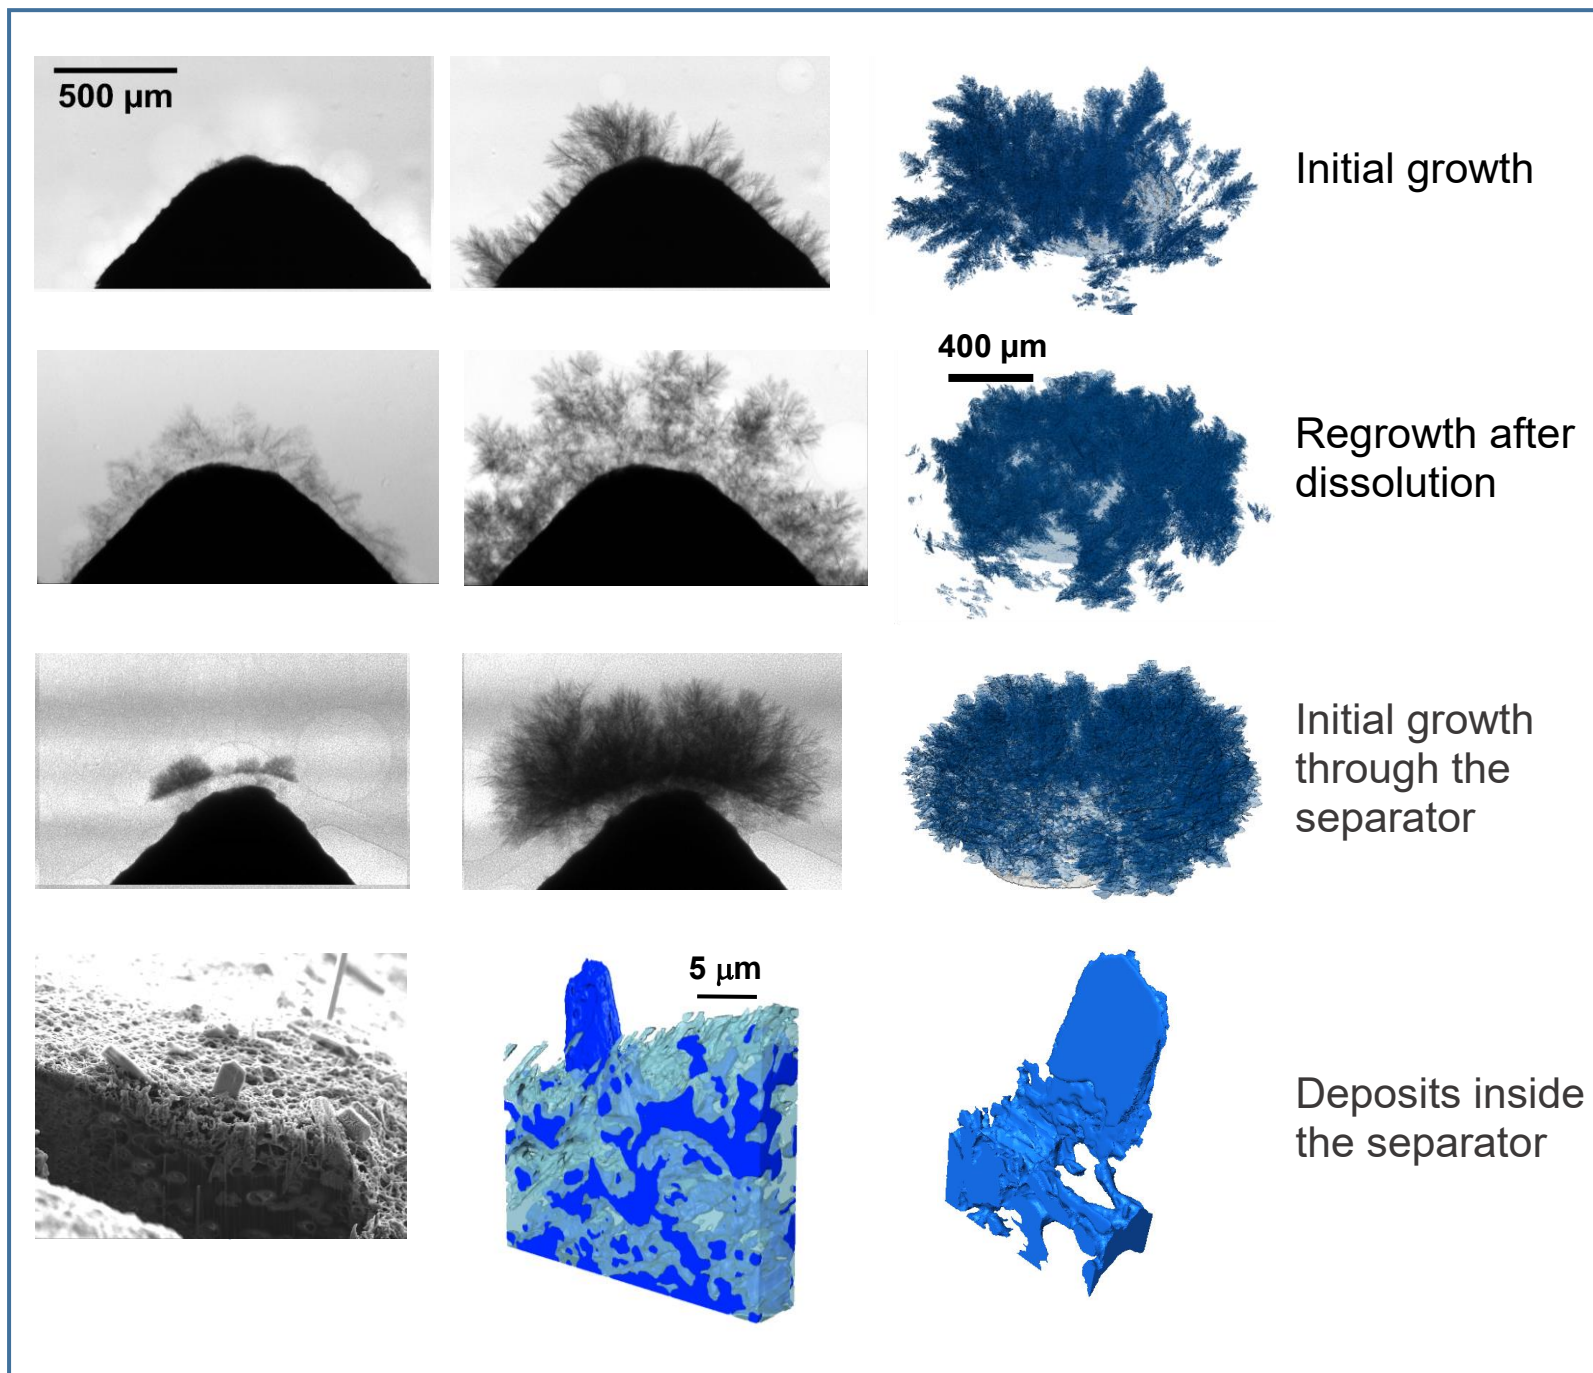 500 µm
Initial growth
400 µm
Regrowth after
dissolution
Initial growth
through the
separator
5 µm
Deposits inside
the separator